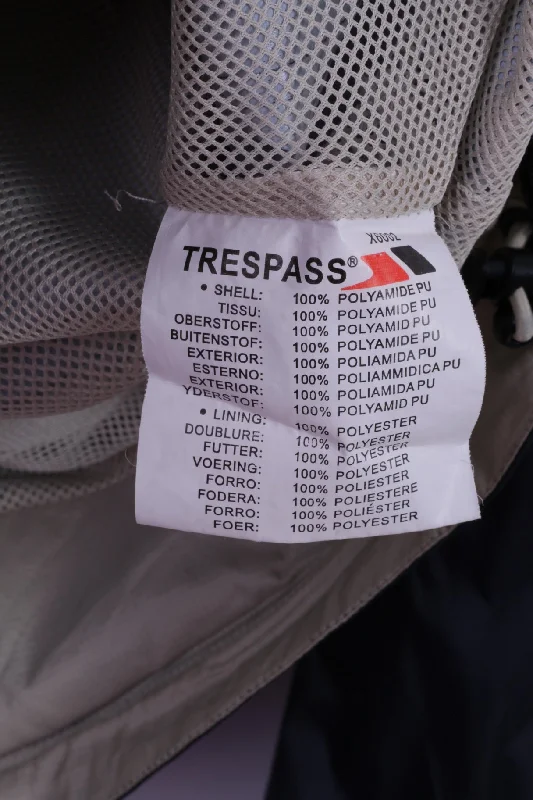 TRESPASS®
• SHELL: 100% POLYAMIDE PU
TISSU: 100% POLYAMIDE PU
OBERSTOFF: 100% POLYAMID PU
BUITENSTOF: 100% POLYAMIDE PU
EXTERIOR: 100% POLIAMIDA PU
ESTERNO: 100% POLIAMMIDICA PU
EXTERIOR: 100% POLIAMIDA PU
YDERSTOF: 100% POLYAMID PU
• LINING: 100% POLYESTER
DOUBLURE: 100% POLYESTER
FUTTER: 100% POLYESTER
VOERING: 100% POLYESTER
FORRO: 100% POLIESTER
FODERA: 100% POLIESTERE
FORRO: 100% POLIÉSTER
FOER: 100% POLYESTER